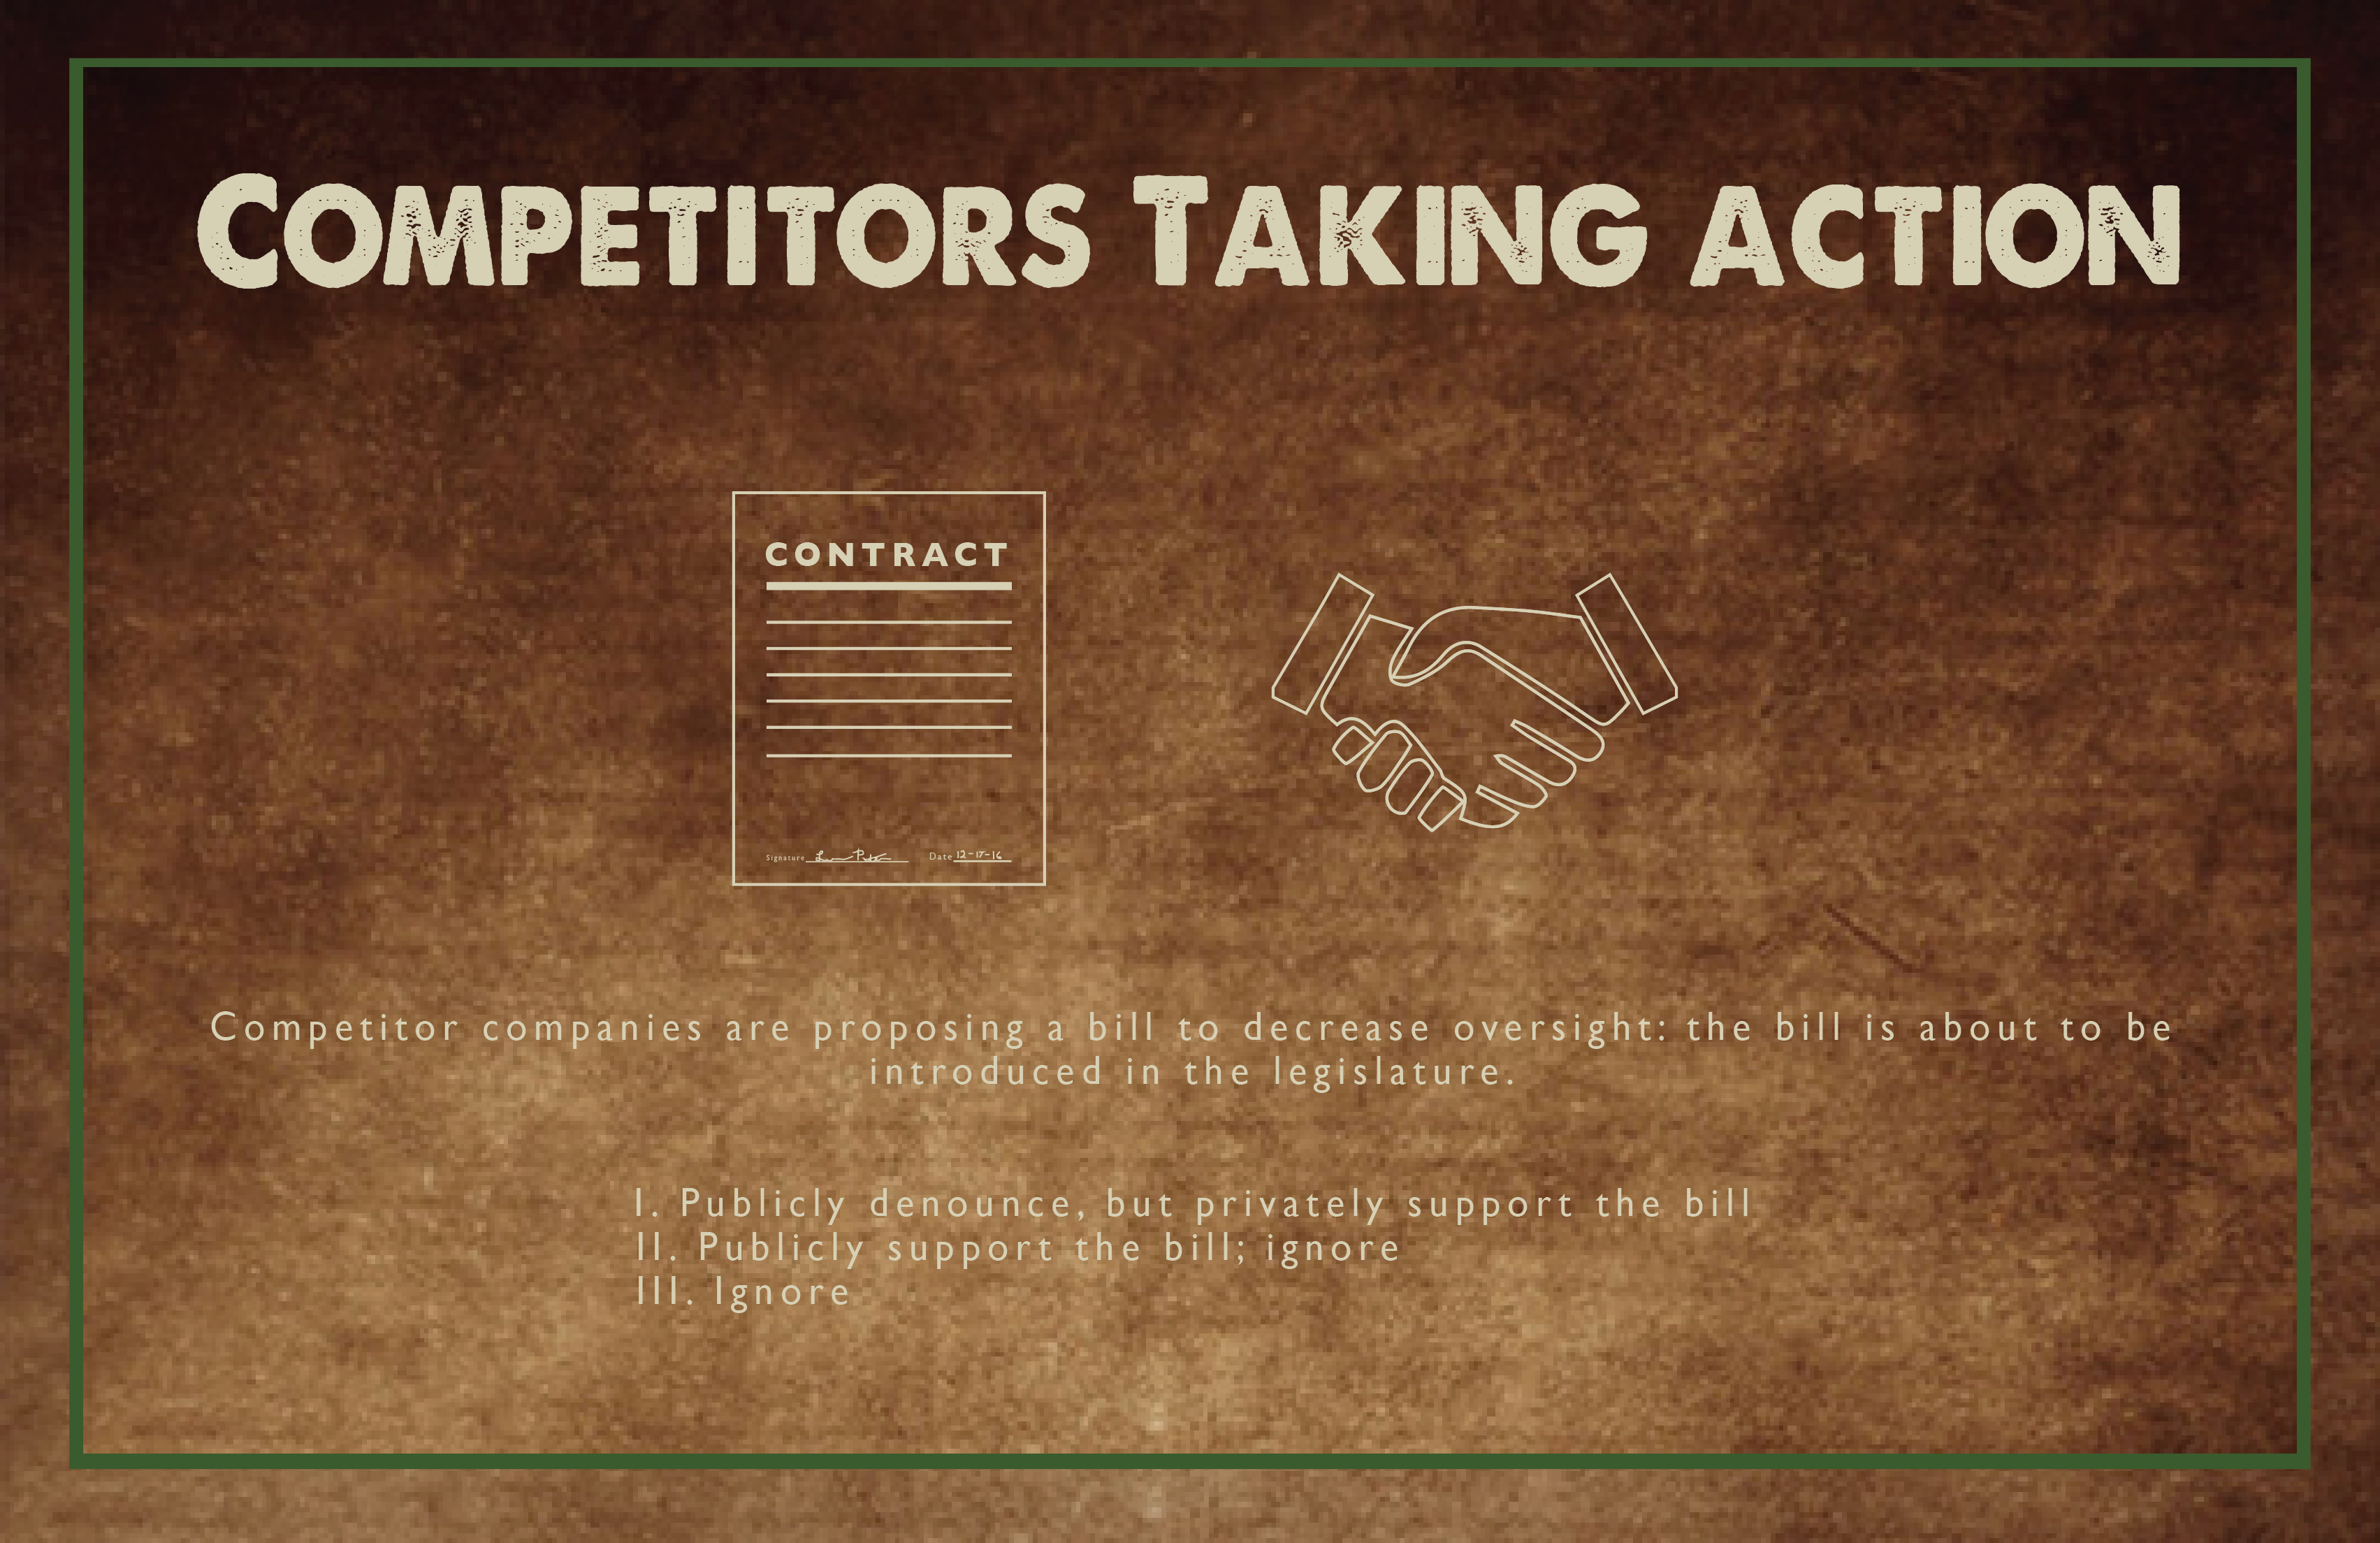 Competitors Taking Action
CONTRACT
Signature Date 12-17-16
Competitor companies are proposing a bill to decrease oversight: the bill is about to be
introduced in the legislature.
I. Publicly denounce, but privately support the bill
II. Publicly support the bill; ignore
III. Ignore